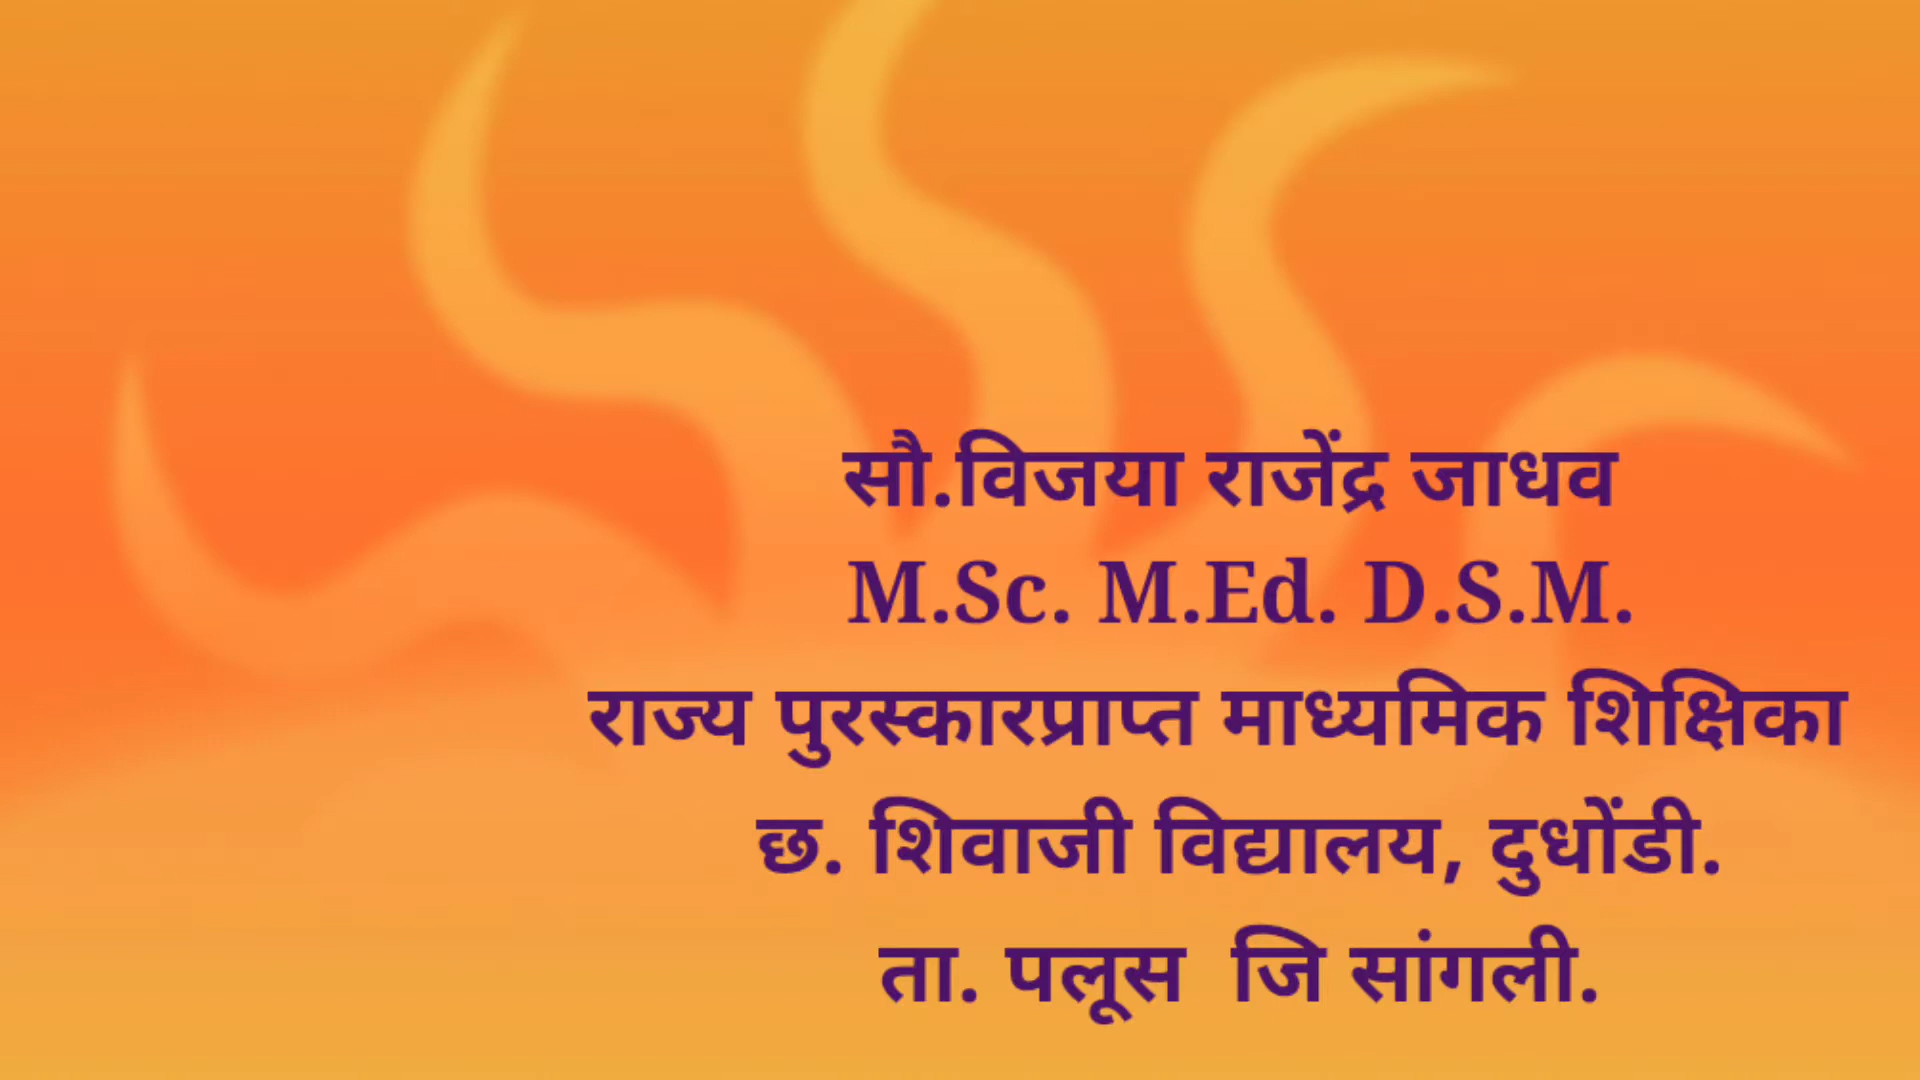 सौ.विजया राजेंद्र जाधव
M.Sc. M.Ed. D.S.M.
राज्य पुरस्कारप्राप्त माध्यमिक शिक्षिका
छ. शिवाजी विद्यालय, दुधोंडी.
ता. पलूस  जि सांगली.